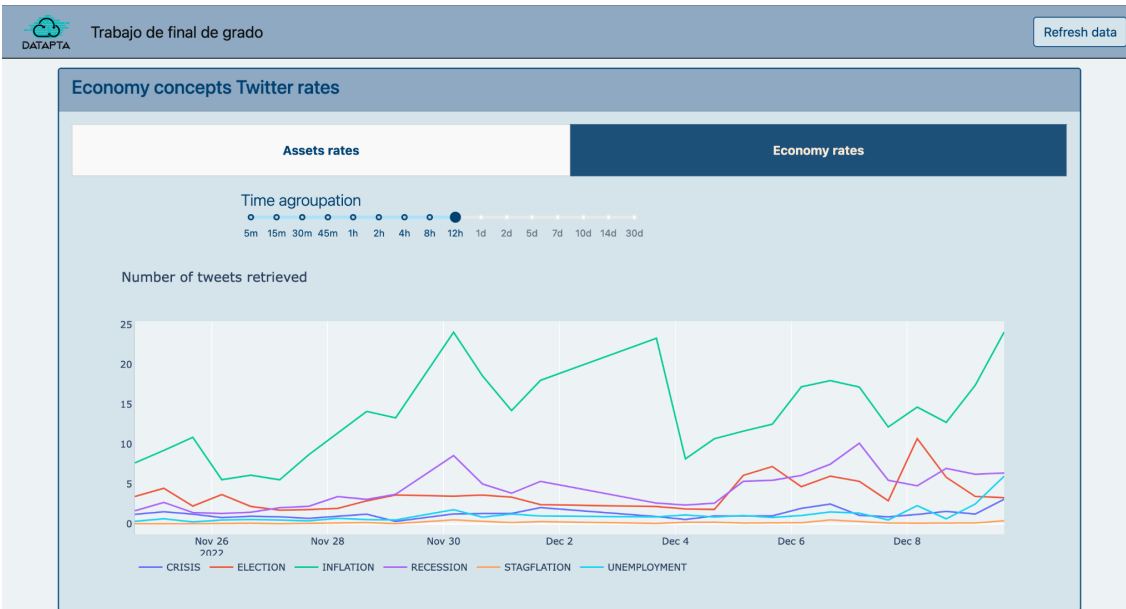 DATAPTA
Trabajo de final de grado
Refresh data
Economy concepts Twitter rates
Assets rates
Economy rates
Time agroupation
5m 15m 30m 45m 1h 2h 4h 8h 12h 1d 2d 5d 7d 10d 14d 30d
Number of tweets retrieved
25
20
15
10
5
0
Nov 26 Nov 28 Nov 30 Dec 2 Dec 4 Dec 6 Dec 8
2022
CRISIS ELECTION INFLATION RECESSION STAGFLATION UNEMPLOYMENT